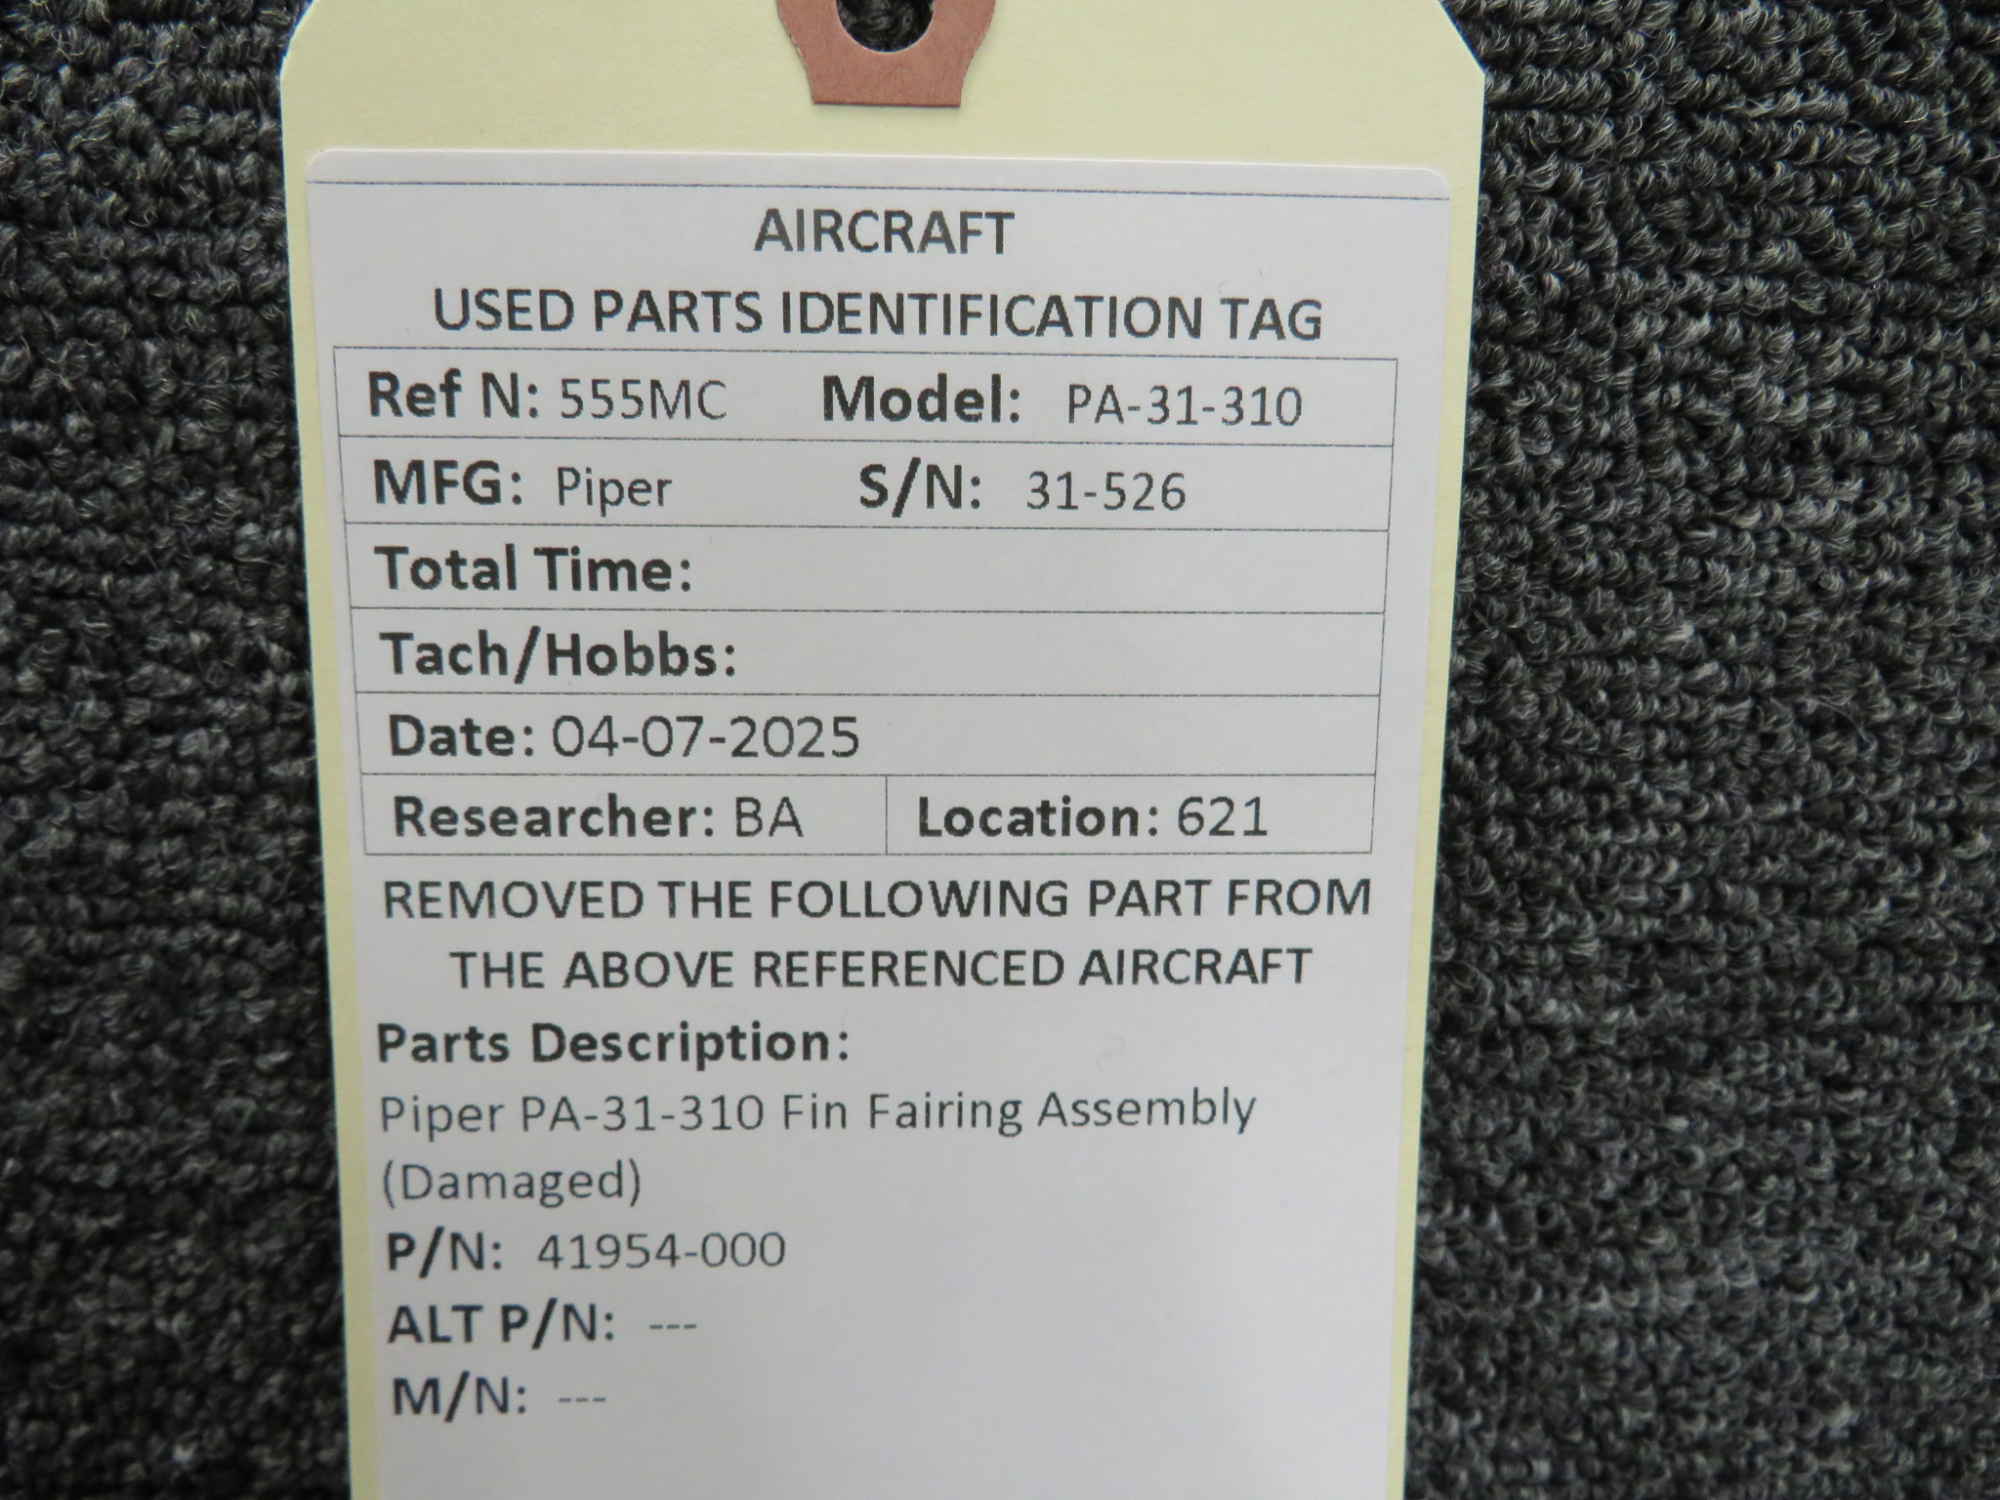 AIRCRAFT
USED PARTS IDENTIFICATION TAG
Ref N: 555MC Model: PA-31-310
MFG: Piper S/N: 31-526
Total Time:
Tach/Hobbs:
Date: 04-07-2025
Researcher: BA Location: 621
REMOVED THE FOLLOWING PART FROM
THE ABOVE REFERENCED AIRCRAFT
Parts Description:
Piper PA-31-310 Fin Fairing Assembly
(Damaged)
P/N: 41954-000
ALT P/N: ---
M/N: ---